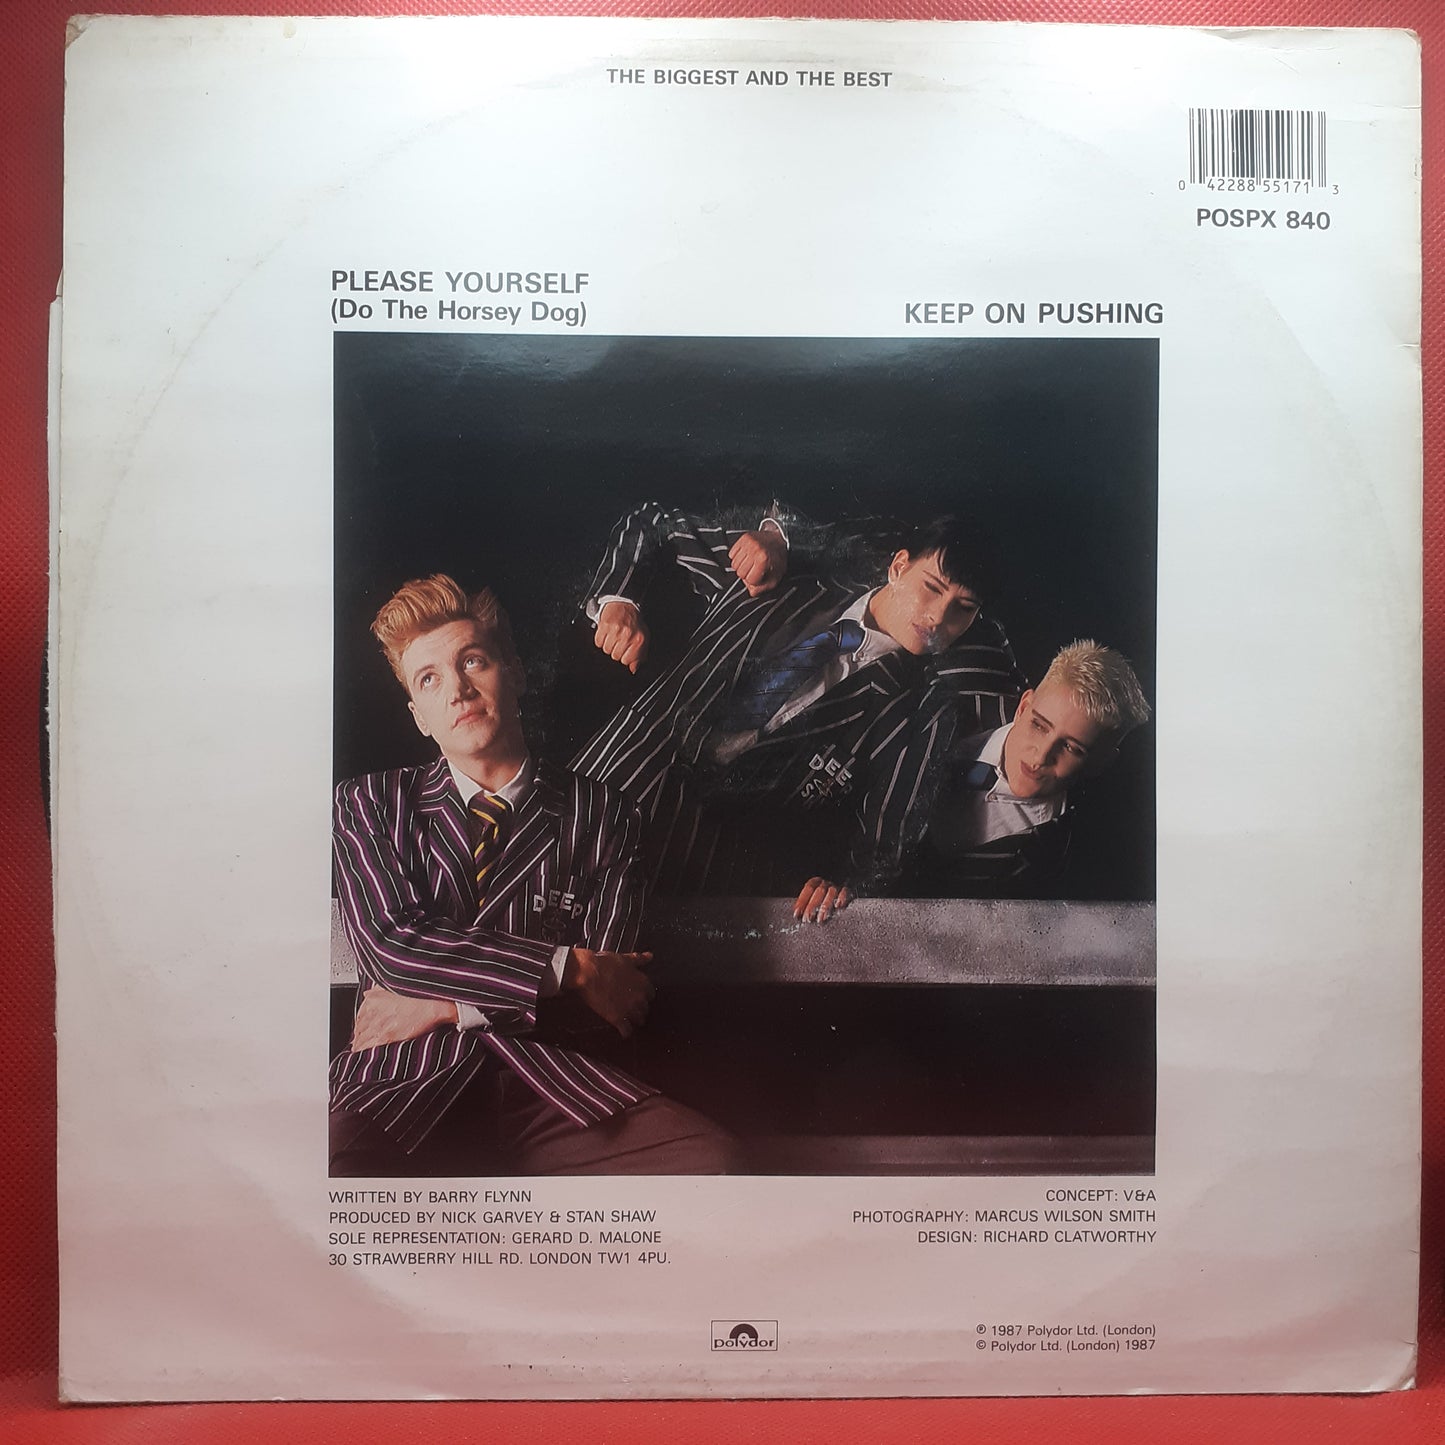 THE BIGGEST AND THE BEST
0 42288 55171 3
POSPX 840
PLEASE YOURSELF
(Do The Horsey Dog)
KEEP ON PUSHING
DEEP
DEEP
WRITTEN BY BARRY FLYNN
PRODUCED BY NICK GARVEY & STAN SHAW
SOLE REPRESENTATION: GERARD D. MALONE
30 STRAWBERRY HILL RD. LONDON TW1 4PU.
CONCEPT: V&A
PHOTOGRAPHY: MARCUS WILSON SMITH
DESIGN: RICHARD CLATWORTHY
polydor
℗ 1987 Polydor Ltd. (London)
© Polydor Ltd. (London) 1987